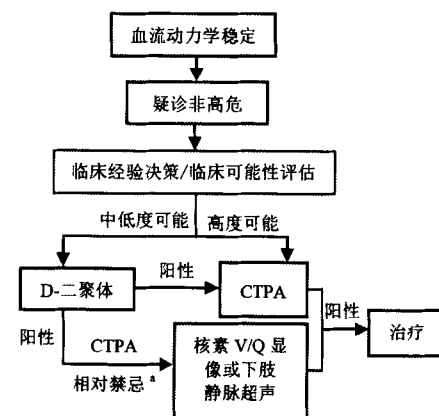 血流动力学稳定
疑诊非高危
临床经验决策/临床可能性评估
中低度可能 高度可能
D-二聚体
阳性
CTPA
阳性
治疗
阳性
CTPA
相对禁忌a
核素 V/Q 显
像或下肢
静脉超声